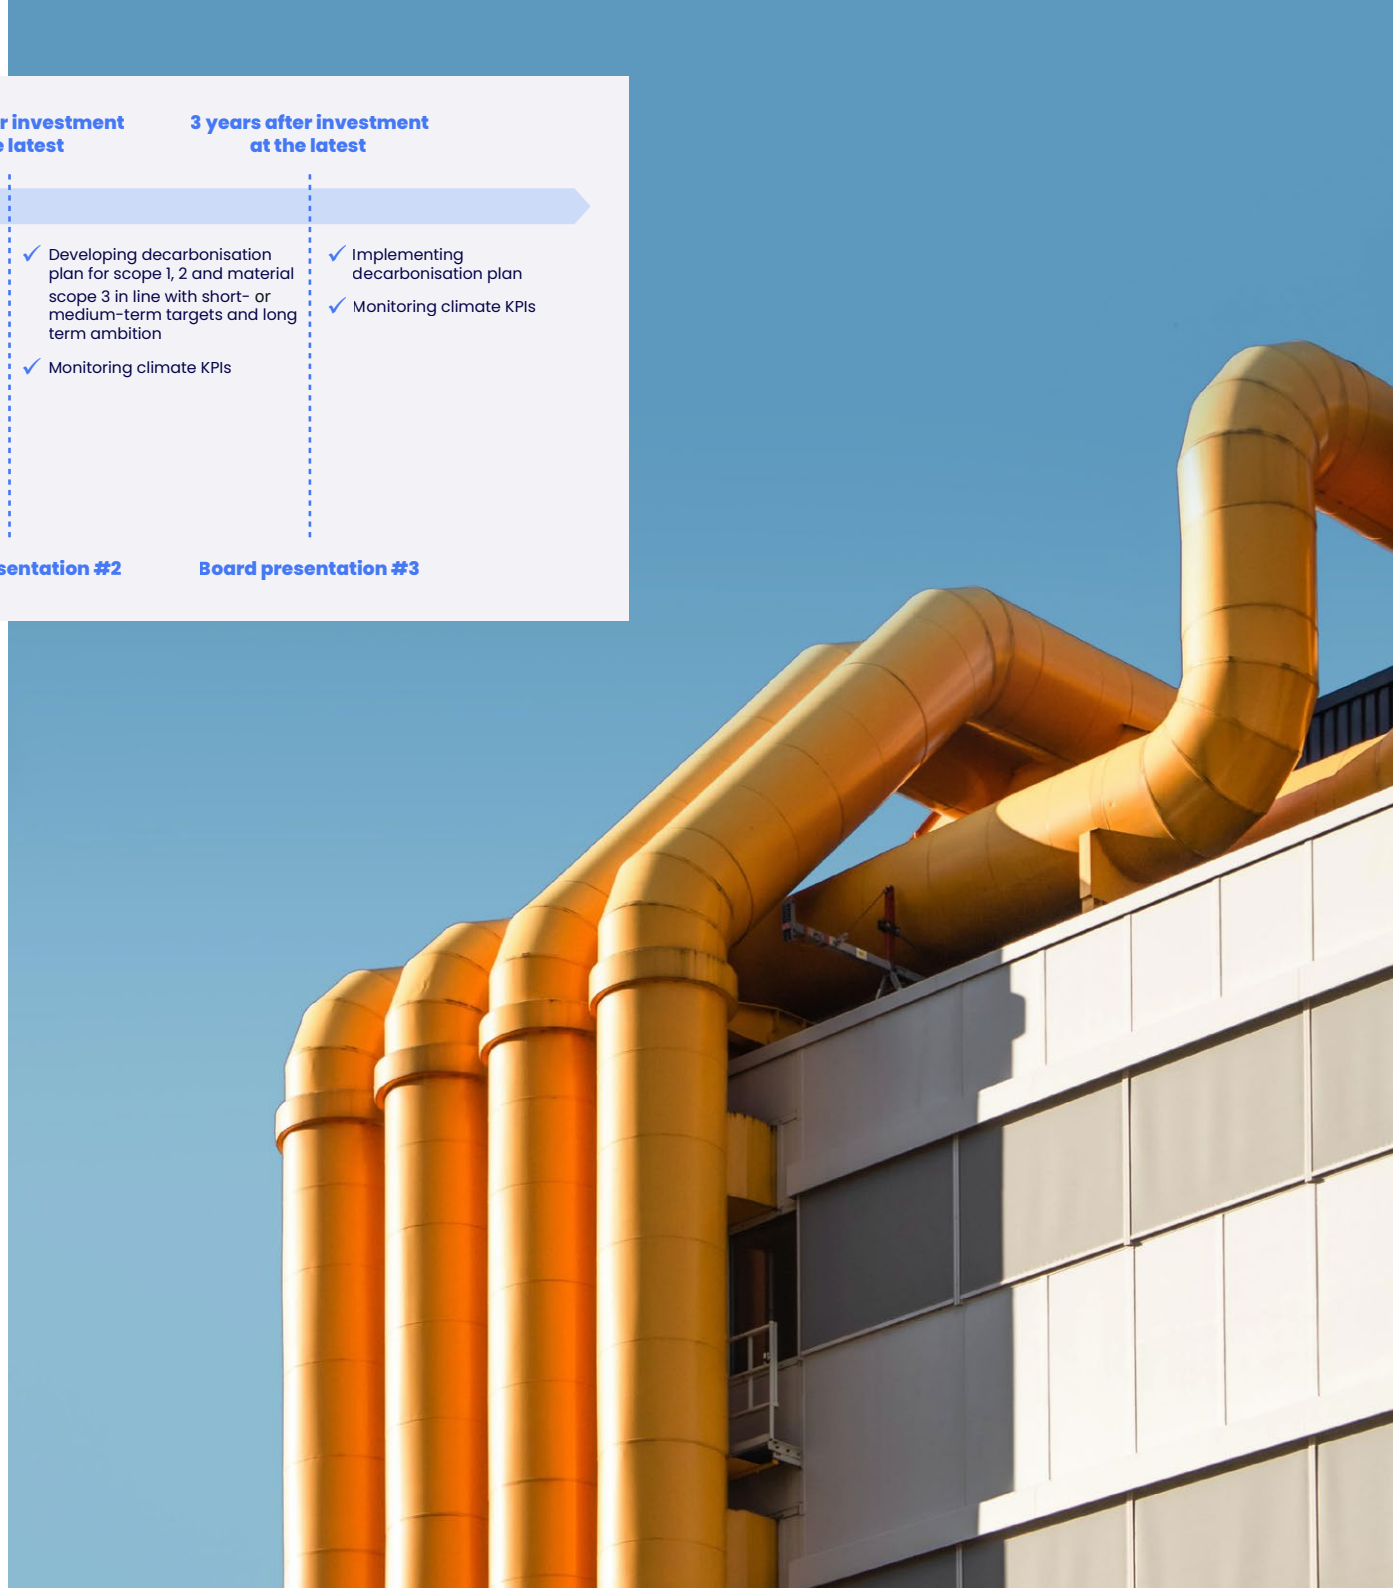 r investment
latest
3 years after investment
at the latest
Developing decarbonisation
plan for scope 1, 2 and material
scope 3 in line with short- or
medium-term targets and long
term ambition
Monitoring climate KPIs
Implementing
decarbonisation plan
Monitoring climate KPIs
sentation #2
Board presentation #3